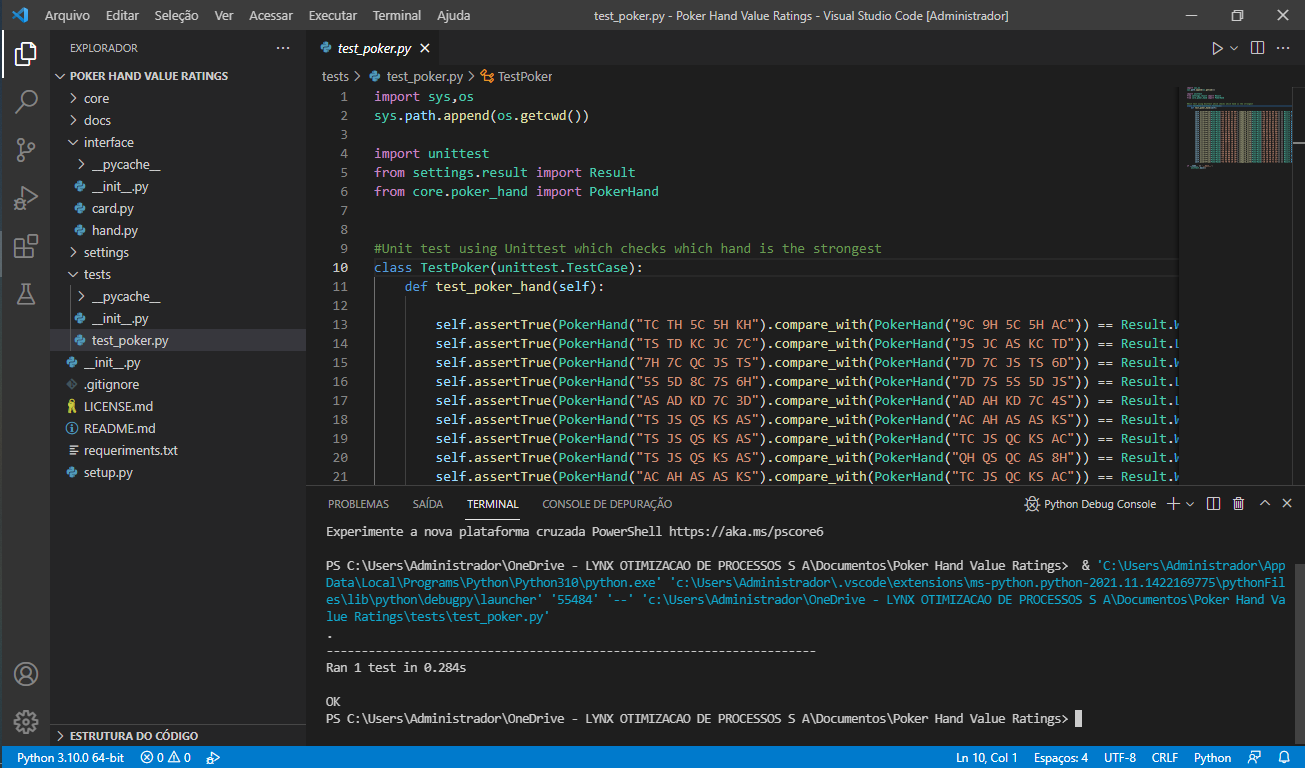 Arquivo Editar Seleção Ver Acessar Executar Terminal Ajuda
test_poker.py - Poker Hand Value Ratings - Visual Studio Code [Administrador]
EXPLORADOR
POKER HAND VALUE RATINGS
core
docs
interface
__pycache__
__init__.py
card.py
hand.py
settings
tests
__pycache__
__init__.py
test_poker.py
__init__.py
.gitignore
LICENSE.md
README.md
requeriments.txt
setup.py
ESTRUTURA DO CÓDIGO
test_poker.py
tests > test_poker.py > TestPoker
1 import sys,os
2 sys.path.append(os.getcwd())
3
4 import unittest
5 from settings.result import Result
6 from core.poker_hand import PokerHand
7
8
9 #Unit test using Unittest which checks which hand is the strongest
10 class TestPoker(unittest.TestCase):
11 def test_poker_hand(self):
12
13 self.assertTrue(PokerHand("TC TH 5C 5H KH").compare_with(PokerHand("9C 9H 5C 5H AC")) == Result.W
14 self.assertTrue(PokerHand("TS TD KC JC 7C").compare_with(PokerHand("JS JC AS KC TD")) == Result.L
15 self.assertTrue(PokerHand("7H 7C QC JS TS").compare_with(PokerHand("7D 7C JS TS 6D")) == Result.W
16 self.assertTrue(PokerHand("5S 5D 8C 7S 6H").compare_with(PokerHand("7D 7S 5S 5D JS")) == Result.L
17 self.assertTrue(PokerHand("AS AD KD 7C 3D").compare_with(PokerHand("AD AH KD 7C 4S")) == Result.L
18 self.assertTrue(PokerHand("TS JS QS KS AS").compare_with(PokerHand("AC AH AS AS KS")) == Result.W
19 self.assertTrue(PokerHand("TS JS QS KS AS").compare_with(PokerHand("TC JS QC KS AC")) == Result.W
20 self.assertTrue(PokerHand("TS JS QS KS AS").compare_with(PokerHand("QH QS QC AS 8H")) == Result.W
21 self.assertTrue(PokerHand("AC AH AS AS KS").compare_with(PokerHand("TC JS QC KS AC")) == Result.W
PROBLEMAS SAÍDA TERMINAL CONSOLE DE DEPURAÇÃO
Python Debug Console
Experimente a nova plataforma cruzada PowerShell https://aka.ms/pscore6
PS C:\Users\Administrador\OneDrive - LYNX OTIMIZACAO DE PROCESSOS S A\Documentos\Poker Hand Value Ratings>  & 'C:\Users\Administrador\App
Data\Local\Programs\Python\Python310\python.exe' 'c:\Users\Administrador\.vscode\extensions\ms-python.python-2021.11.1422169775\pythonFil
es\lib\python\debugpy\launcher' '55484' '--' 'c:\Users\Administrador\OneDrive - LYNX OTIMIZACAO DE PROCESSOS S A\Documentos\Poker Hand Va
lue Ratings\tests\test_poker.py'
.
----------------------------------------------------------------------
Ran 1 test in 0.284s
OK
PS C:\Users\Administrador\OneDrive - LYNX OTIMIZACAO DE PROCESSOS S A\Documentos\Poker Hand Value Ratings>
Python 3.10.0 64-bit 0 0
Ln 10, Col 1 Espaços: 4 UTF-8 CRLF Python